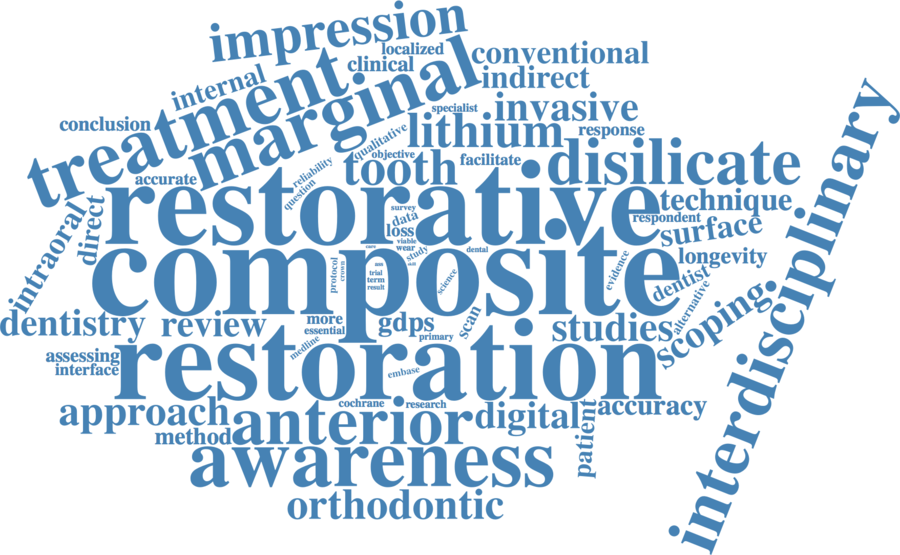 impression
localized
conventional
clinical
internal
treatment
marginal
indirect
invasive
specialist
conclusion
lithium
response
qualitative
disilicate
tooth
objective
facilitate
reliability
question
accurate
restorative
technique
survey
data
respondent
surface
loss
direct
intraoral
viable
wear
care
study
dental
composite
longevity
evidence
protocol
crown
trial
term
result
skill
science
dentist
alternative
interdisciplinary
scoping
dentistry
review
more
essential
gdps
primary
scan
studies
medline
assessing
interface
restoration
embase
cochrane
research
approach
anterior
digital
accuracy
method
patient
awareness
orthodontic